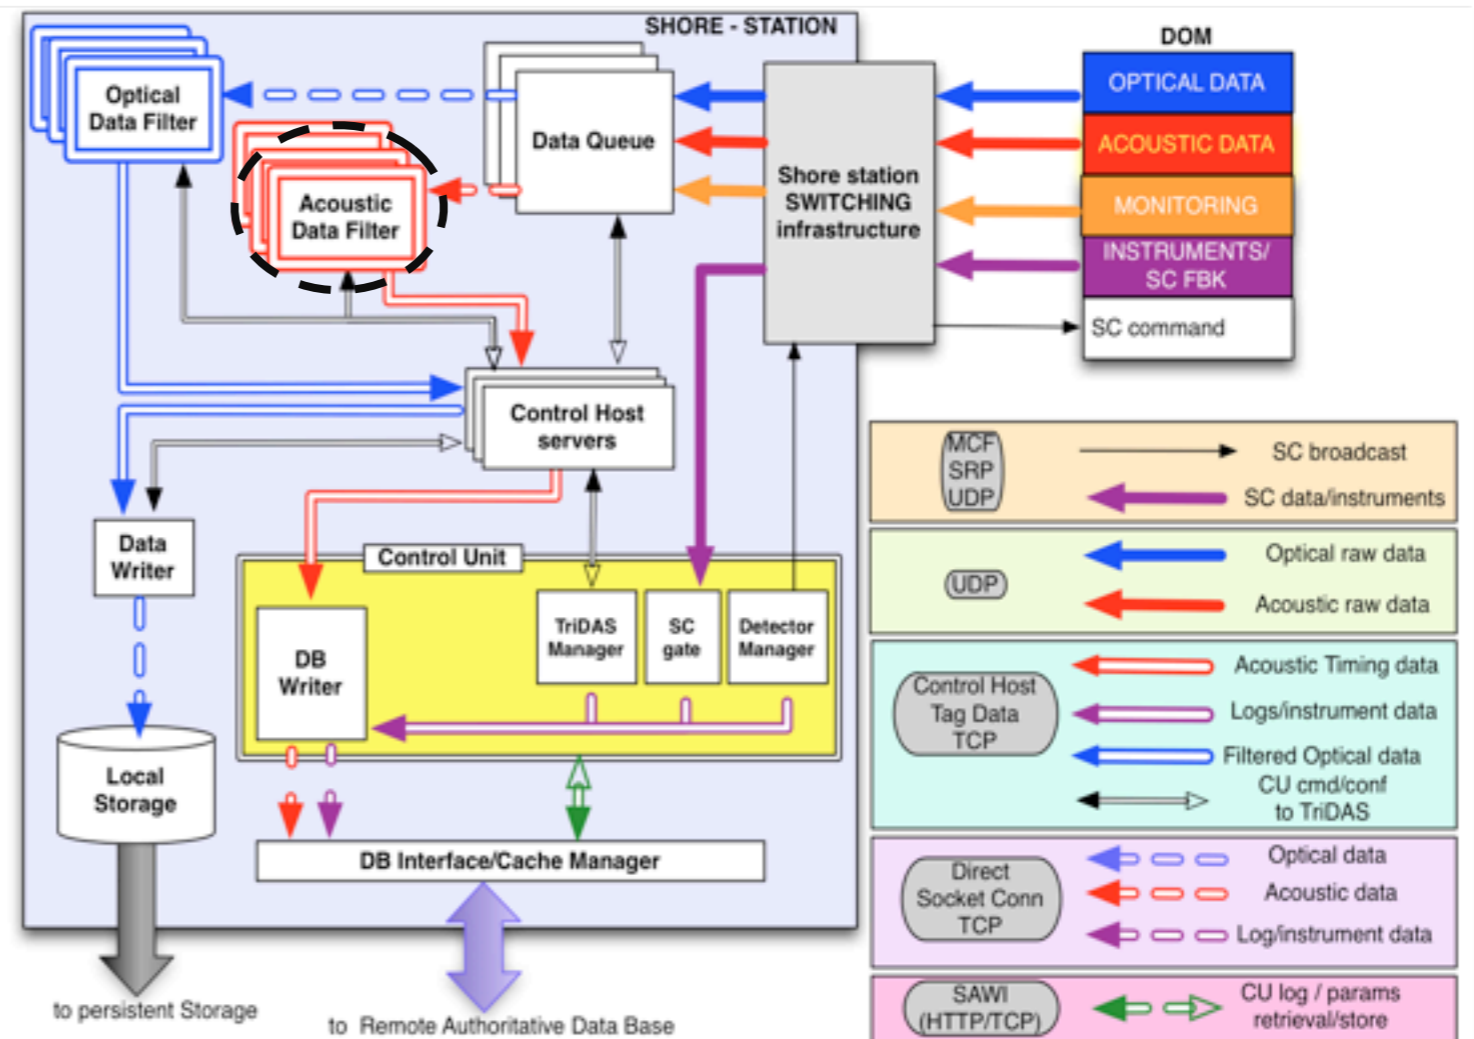 SHORE - STATION
DOM
Optical
Data Filter
Acoustic
Data Filter
Data Queue
Shore station
SWITCHING
infrastructure
OPTICAL DATA
ACOUSTIC DATA
MONITORING
INSTRUMENTS/
SC FBK
SC command
Control Host
servers
Data
Writer
Control Unit
DB
Writer
TriDAS
Manager
SC
gate
Detector
Manager
Local
Storage
DB Interface/Cache Manager
to persistent Storage
to Remote Authoritative Data Base
MCF
SRP
UDP
SC broadcast
SC data/instruments
UDP
Optical raw data
Acoustic raw data
Control Host
Tag Data
TCP
Acoustic Timing data
Logs/instrument data
Filtered Optical data
CU cmd/conf
to TriDAS
Direct
Socket Conn
TCP
Optical data
Acoustic data
Log/instrument data
SAWI
(HTTP/TCP)
CU log / params
retrieval/store